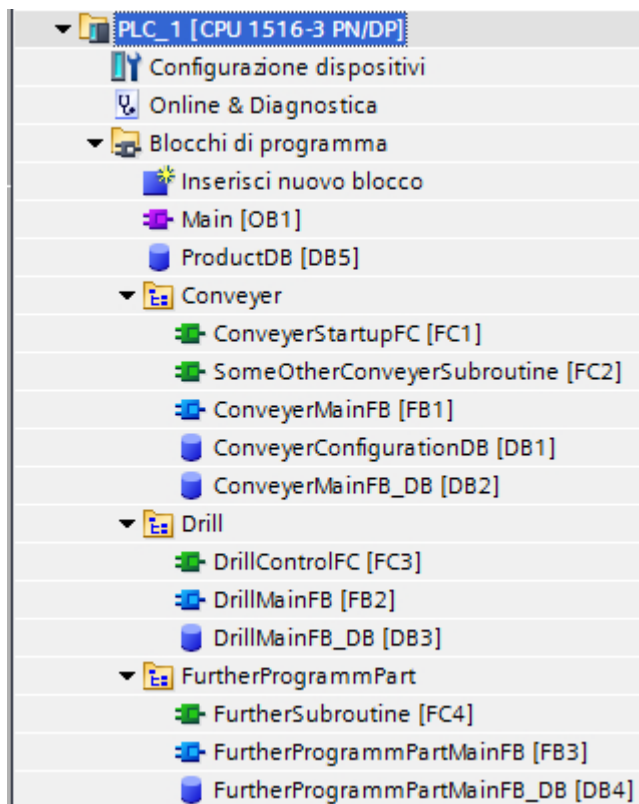 PLC_1 [CPU 1516-3 PN/DP]
Configurazione dispositivi
Online & Diagnostica
Blocchi di programma
Inserisci nuovo blocco
Main [OB1]
ProductDB [DB5]
Conveyer
ConveyerStartupFC [FC1]
SomeOtherConveyerSubroutine [FC2]
ConveyerMainFB [FB1]
ConveyerConfigurationDB [DB1]
ConveyerMainFB_DB [DB2]
Drill
DrillControlFC [FC3]
DrillMainFB [FB2]
DrillMainFB_DB [DB3]
FurtherProgrammPart
FurtherSubroutine [FC4]
FurtherProgrammPartMainFB [FB3]
FurtherProgrammPartMainFB_DB [DB4]